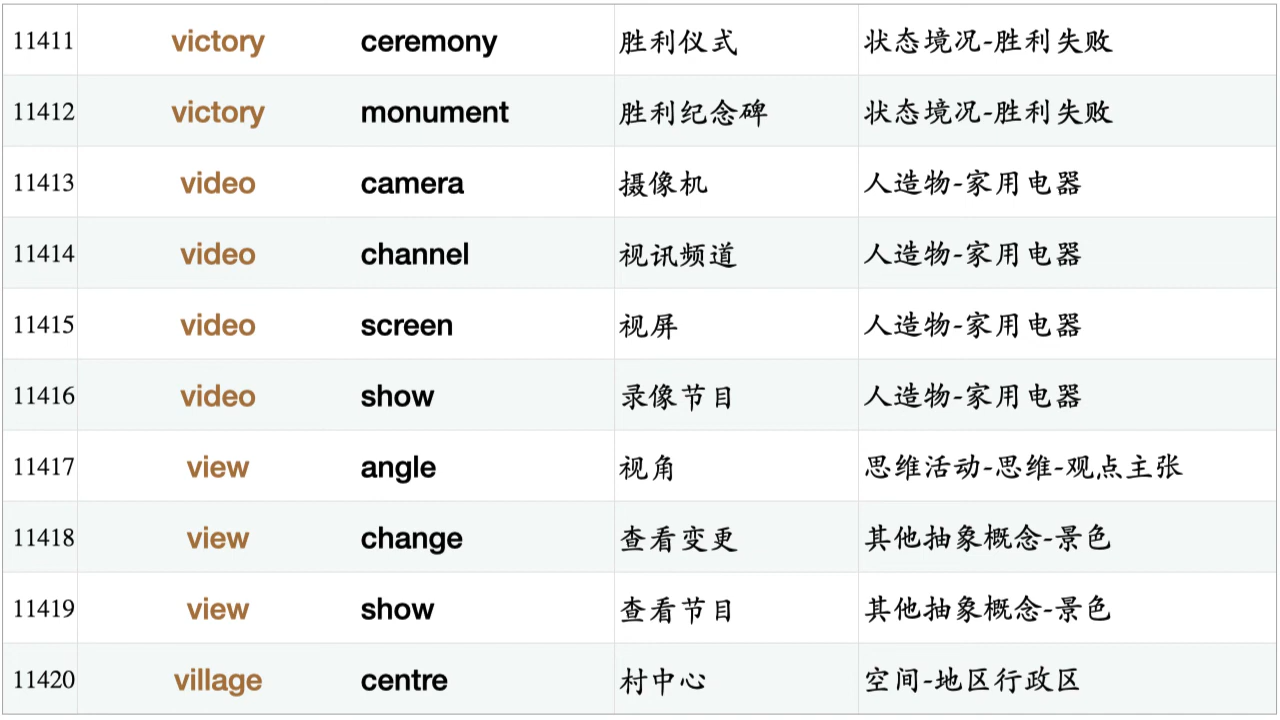 11411 victory ceremony 胜利仪式 状态境况-胜利失败
11412 victory monument 胜利纪念碑 状态境况-胜利失败
11413 video camera 摄像机 人造物-家用电器
11414 video channel 视讯频道 人造物-家用电器
11415 video screen 视屏 人造物-家用电器
11416 video show 录像节目 人造物-家用电器
11417 view angle 视角 思维活动-思维-观点主张
11418 view change 查看变更 其他抽象概念-景色
11419 view show 查看节目 其他抽象概念-景色
11420 village centre 村中心 空间-地区行政区